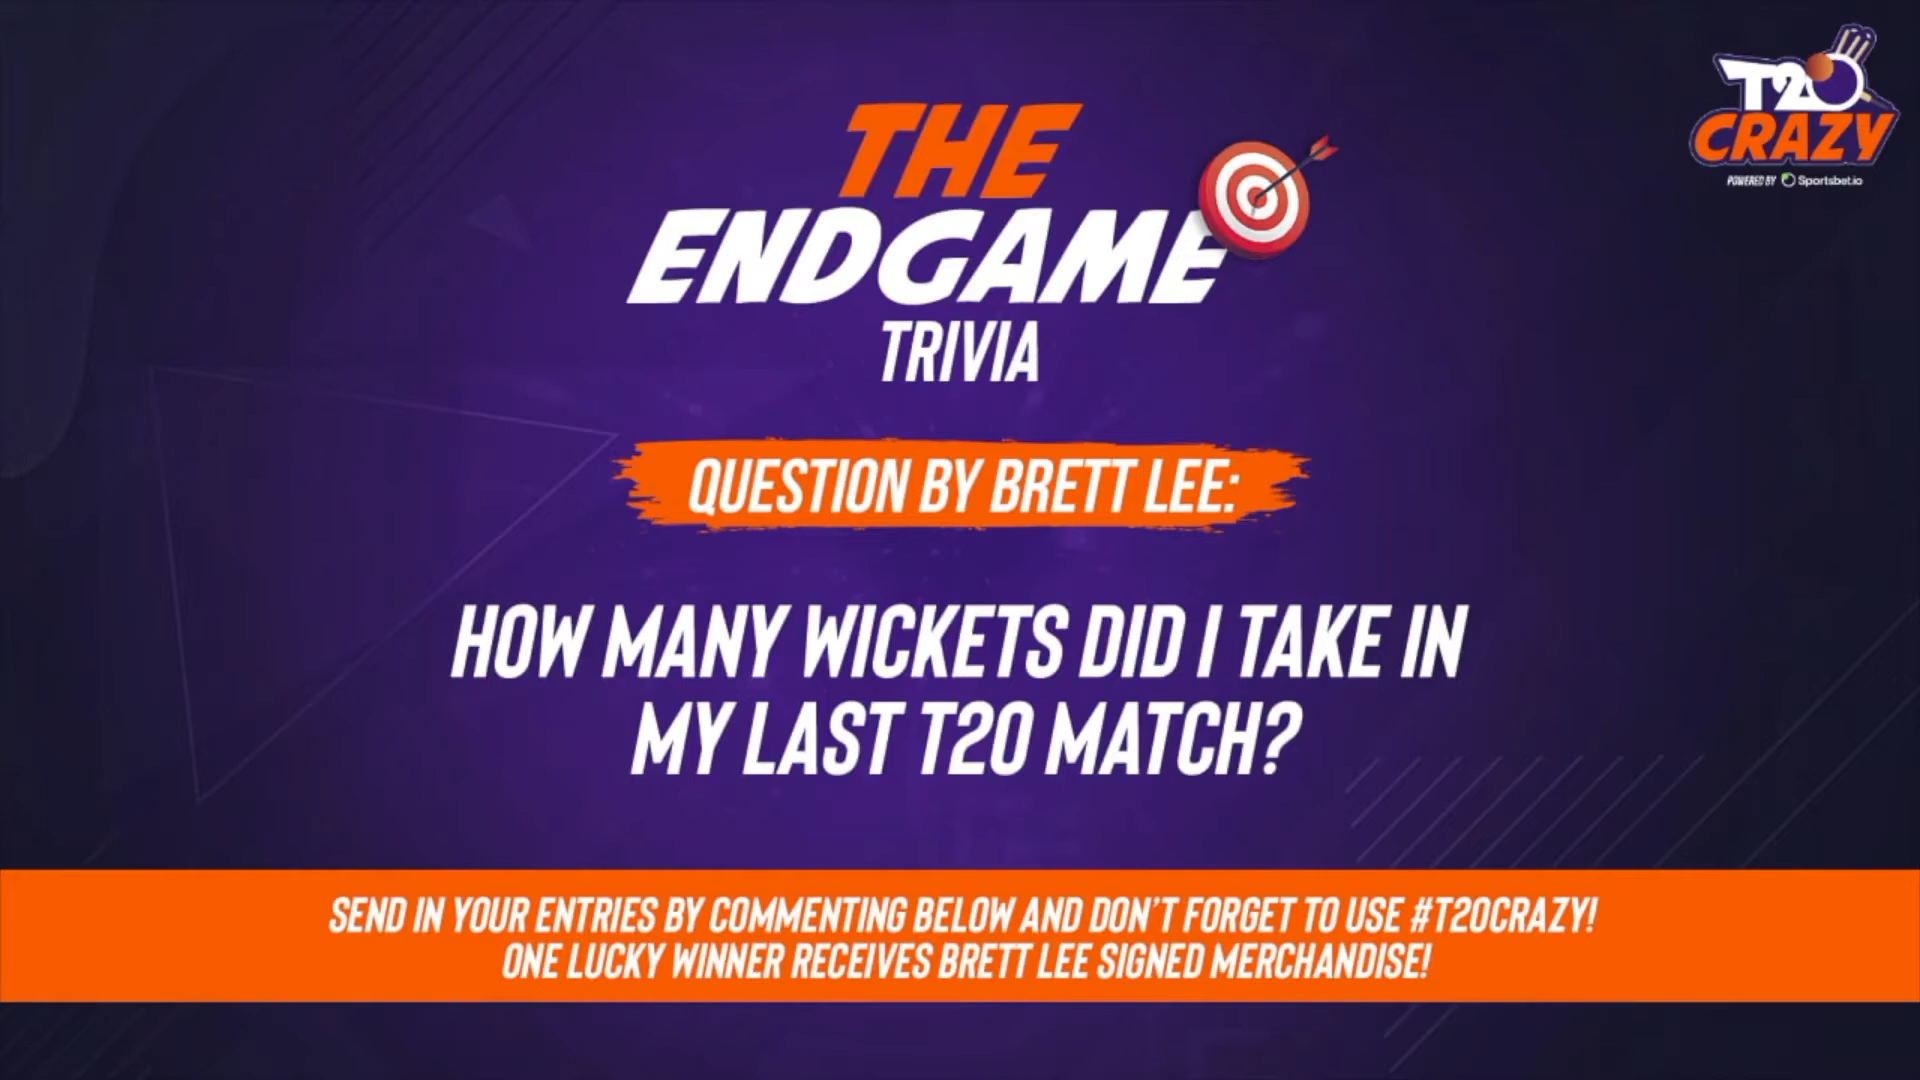 T20
CRAZY
POWERED BY Sportsbet.io
THE
ENDGAME
TRIVIA
QUESTION BY BRETT LEE:
HOW MANY WICKETS DID I TAKE IN
MY LAST T20 MATCH?
SEND IN YOUR ENTRIES BY COMMENTING BELOW AND DON'T FORGET TO USE #T20CRAZY!
ONE LUCKY WINNER RECEIVES BRETT LEE SIGNED MERCHANDISE!